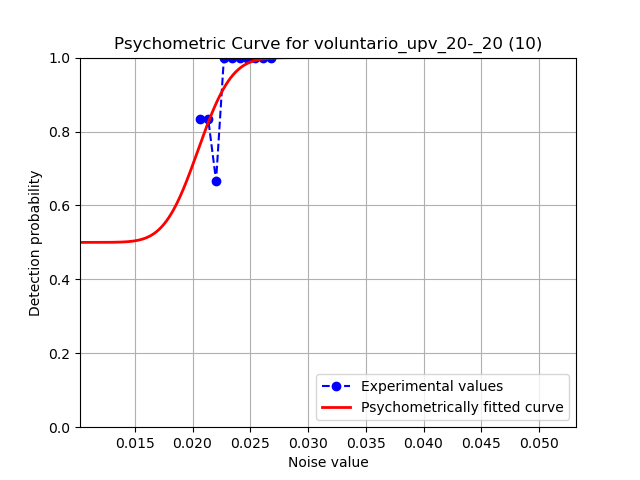 Psychometric Curve for voluntario_upv_20-_20 (10)
1.0
0.8
0.6
0.4
0.2
0.0
Detection probability
0.015 0.020 0.025 0.030 0.035 0.040 0.045 0.050
Noise value
Experimental values
Psychometrically fitted curve